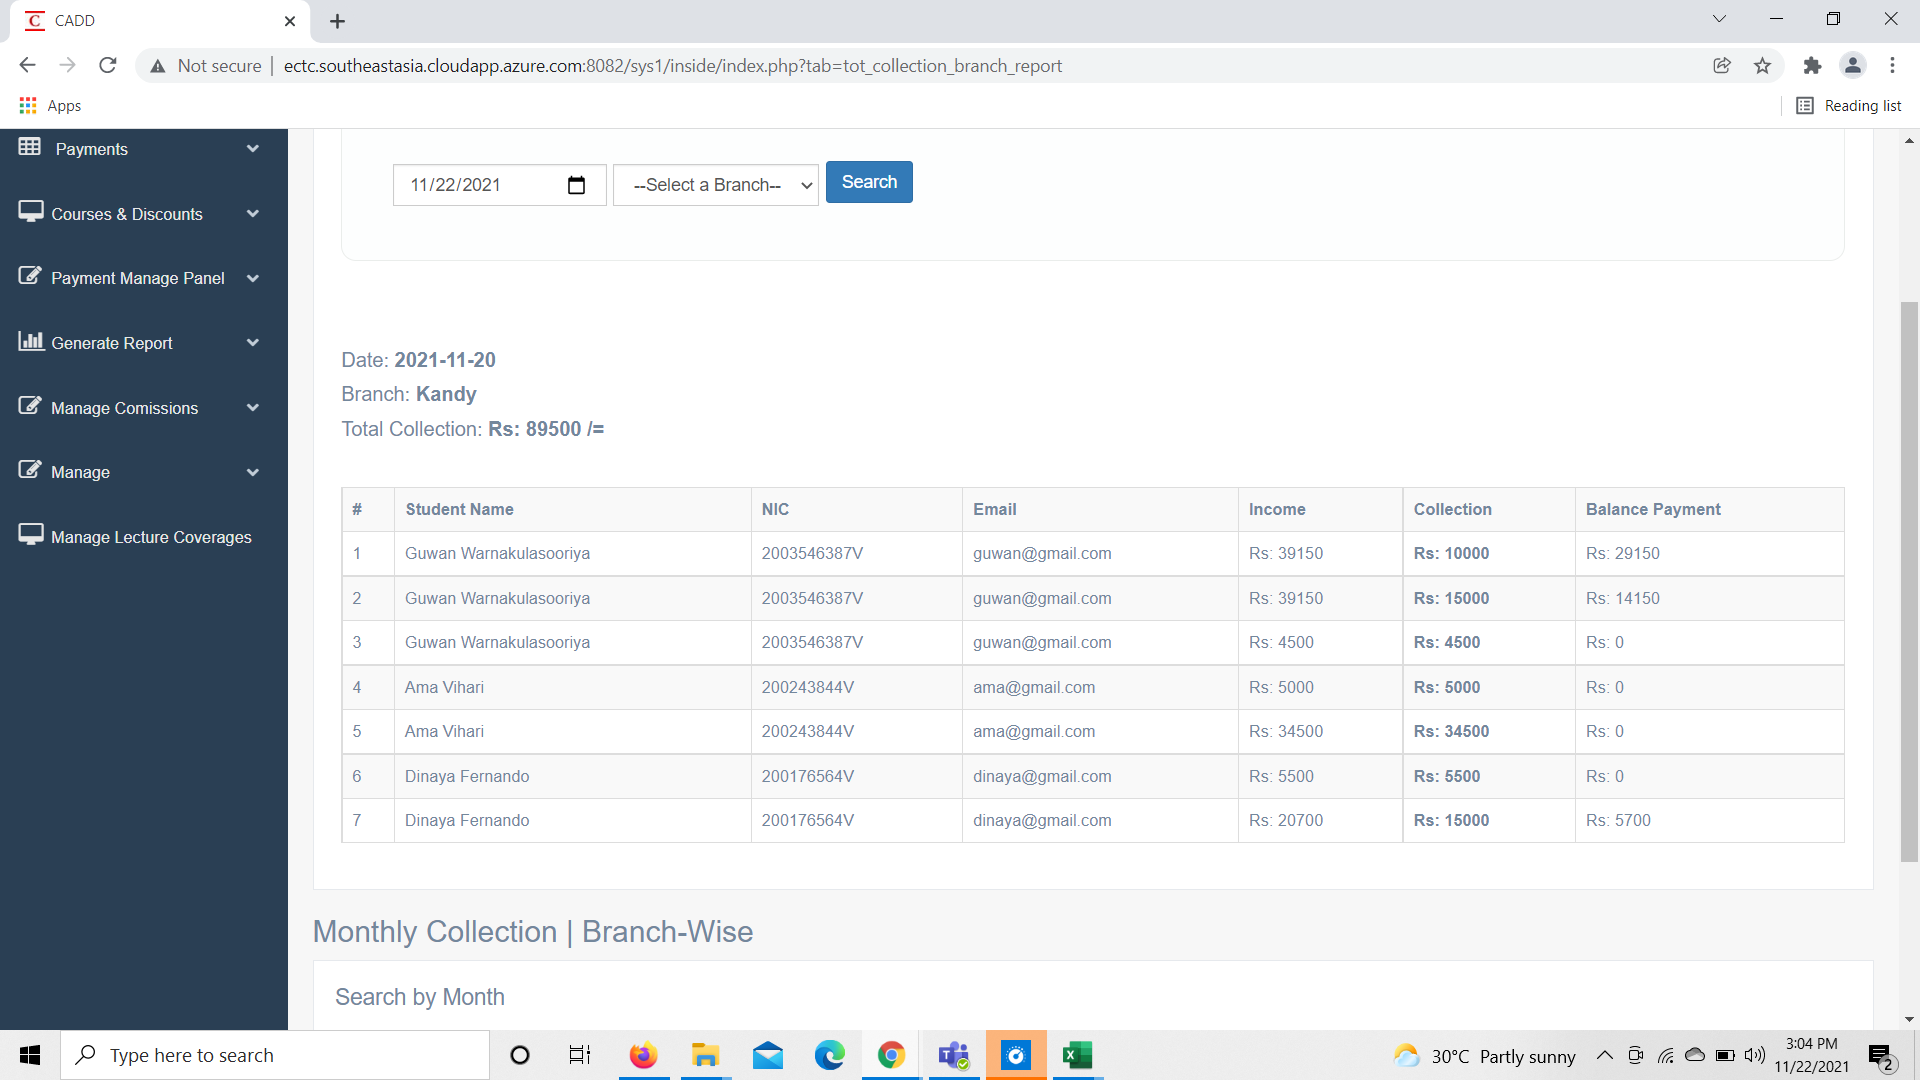 CADD
Not secure
ectc.southeastasia.cloudapp.azure.com:8082/sys1/inside/index.php?tab=tot_collection_branch_report
Apps
Reading list
Payments
Courses & Discounts
Payment Manage Panel
Generate Report
Manage Comissions
Manage
Manage Lecture Coverages
11/22/2021 --Select a Branch-- Search
Date: 2021-11-20
Branch: Kandy
Total Collection: Rs: 89500 /=
# Student Name NIC Email Income Collection Balance Payment
1 Guwan Warnakulasooriya 2003546387V guwan@gmail.com Rs: 39150 Rs: 10000 Rs: 29150
2 Guwan Warnakulasooriya 2003546387V guwan@gmail.com Rs: 39150 Rs: 15000 Rs: 14150
3 Guwan Warnakulasooriya 2003546387V guwan@gmail.com Rs: 4500 Rs: 4500 Rs: 0
4 Ama Vihari 200243844V ama@gmail.com Rs: 5000 Rs: 5000 Rs: 0
5 Ama Vihari 200243844V ama@gmail.com Rs: 34500 Rs: 34500 Rs: 0
6 Dinaya Fernando 200176564V dinaya@gmail.com Rs: 5500 Rs: 5500 Rs: 0
7 Dinaya Fernando 200176564V dinaya@gmail.com Rs: 20700 Rs: 15000 Rs: 5700
Monthly Collection | Branch-Wise
Search by Month
Type here to search
30°C Partly sunny
3:04 PM
11/22/2021
2